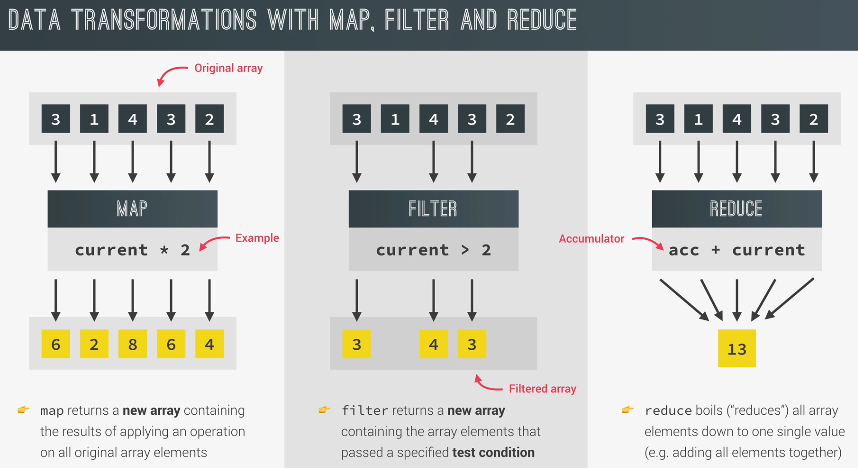 DATA TRANSFORMATIONS WITH MAP, FILTER AND REDUCE
Original array
3 1 4 3 2
MAP
current * 2
Example
6 2 8 6 4
map returns a new array containing
the results of applying an operation
on all original array elements
3 1 4 3 2
FILTER
current > 2
3 4 3
Filtered array
filter returns a new array
containing the array elements that
passed a specified test condition
3 1 4 3 2
REDUCE
Accumulator
acc + current
13
reduce boils (“reduces”) all array
elements down to one single value
(e.g. adding all elements together)